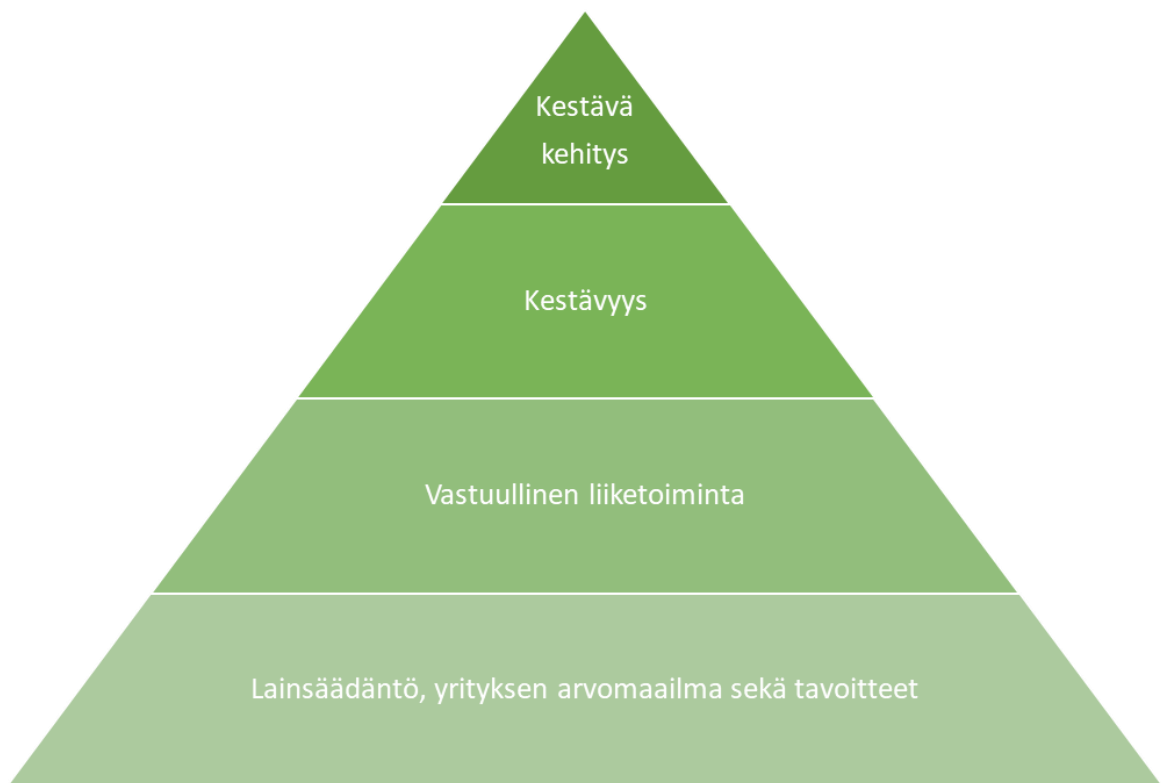 Kestävä
kehitys
Kestävyys
Vastuullinen liiketoiminta
Lainsäädäntö, yrityksen arvomaailma sekä tavoitteet